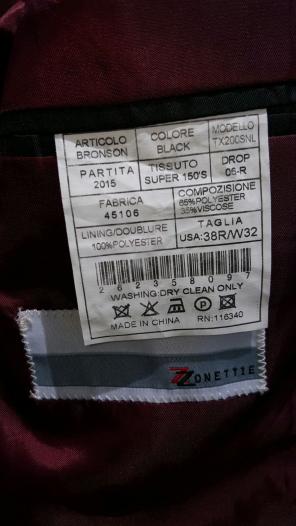 ARTICOLO
BRONSON
COLORE
BLACK
MODELLO
TX200SNL
PARTITA
2015
TISSUTO
SUPER 150'S
DROP
06-R
FABRICA
45106
COMPOZISIONE
65%POLYESTER
35%VISCOSE
LINING/DOUBLURE
100%POLYESTER
TAGLIA
USA:38R/W32
2 6 2 3 5 8 0 9 7
WASHING:DRY CLEAN ONLY
MADE IN CHINA RN:116340
ZONETTIE